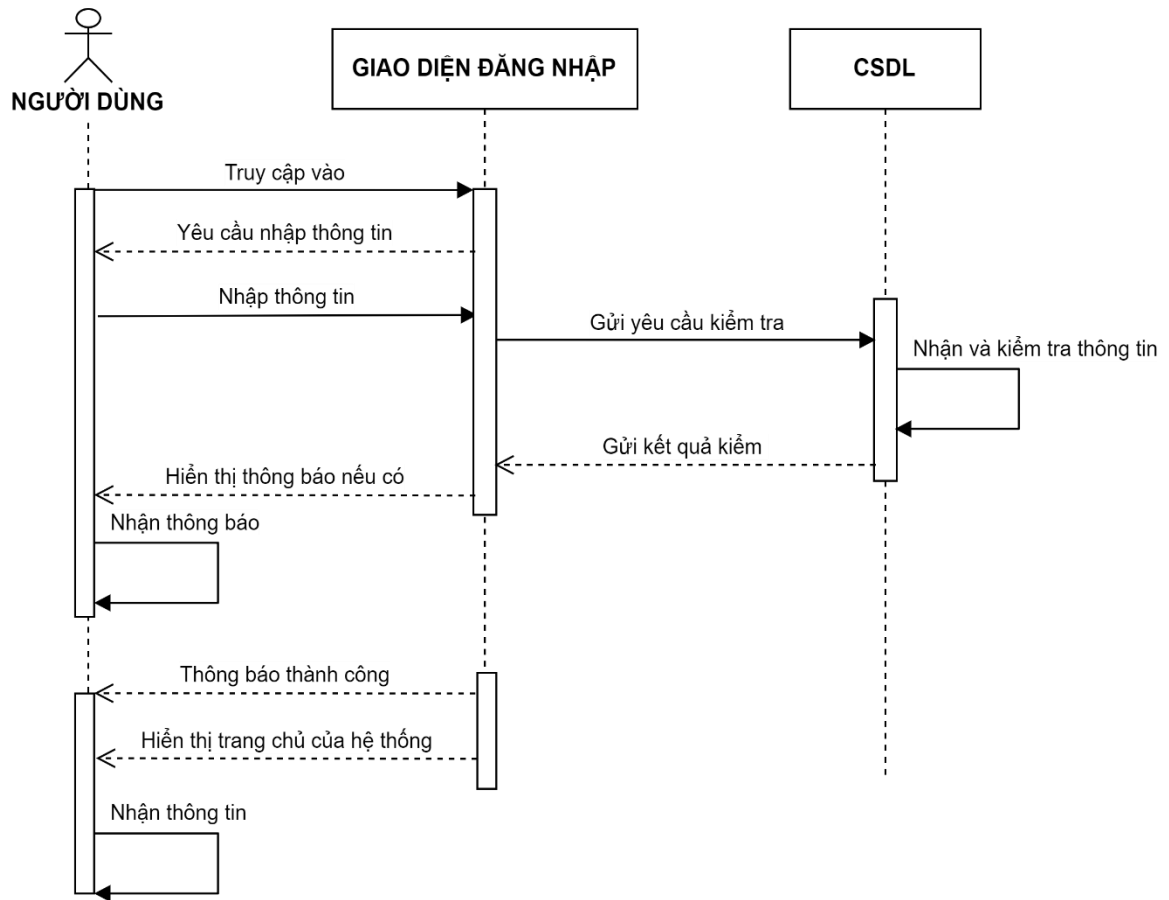 NGƯỜI DÙNG
GIAO DIỆN ĐĂNG NHẬP
CSDL
Truy cập vào
Yêu cầu nhập thông tin
Nhập thông tin
Gửi yêu cầu kiểm tra
Nhận và kiểm tra thông tin
Gửi kết quả kiểm
Hiển thị thông báo nếu có
Nhận thông báo
Thông báo thành công
Hiển thị trang chủ của hệ thống
Nhận thông tin